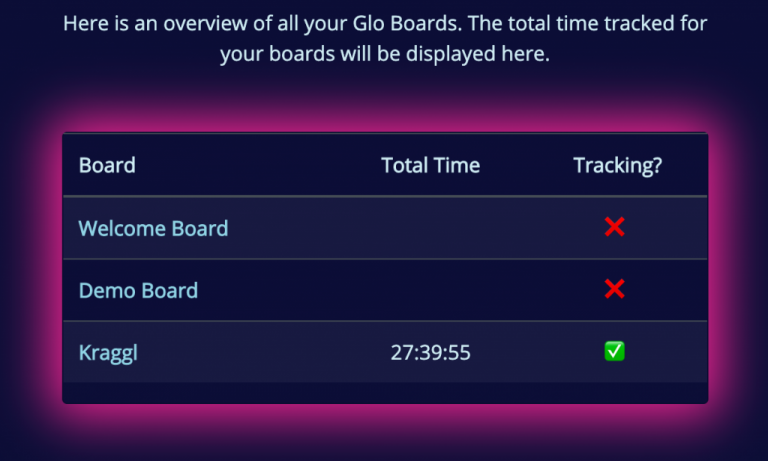 Here is an overview of all your Glo Boards. The total time tracked for
your boards will be displayed here.
Board Total Time Tracking?
Welcome Board ❌
Demo Board ❌
Kraggl 27:39:55 ✅